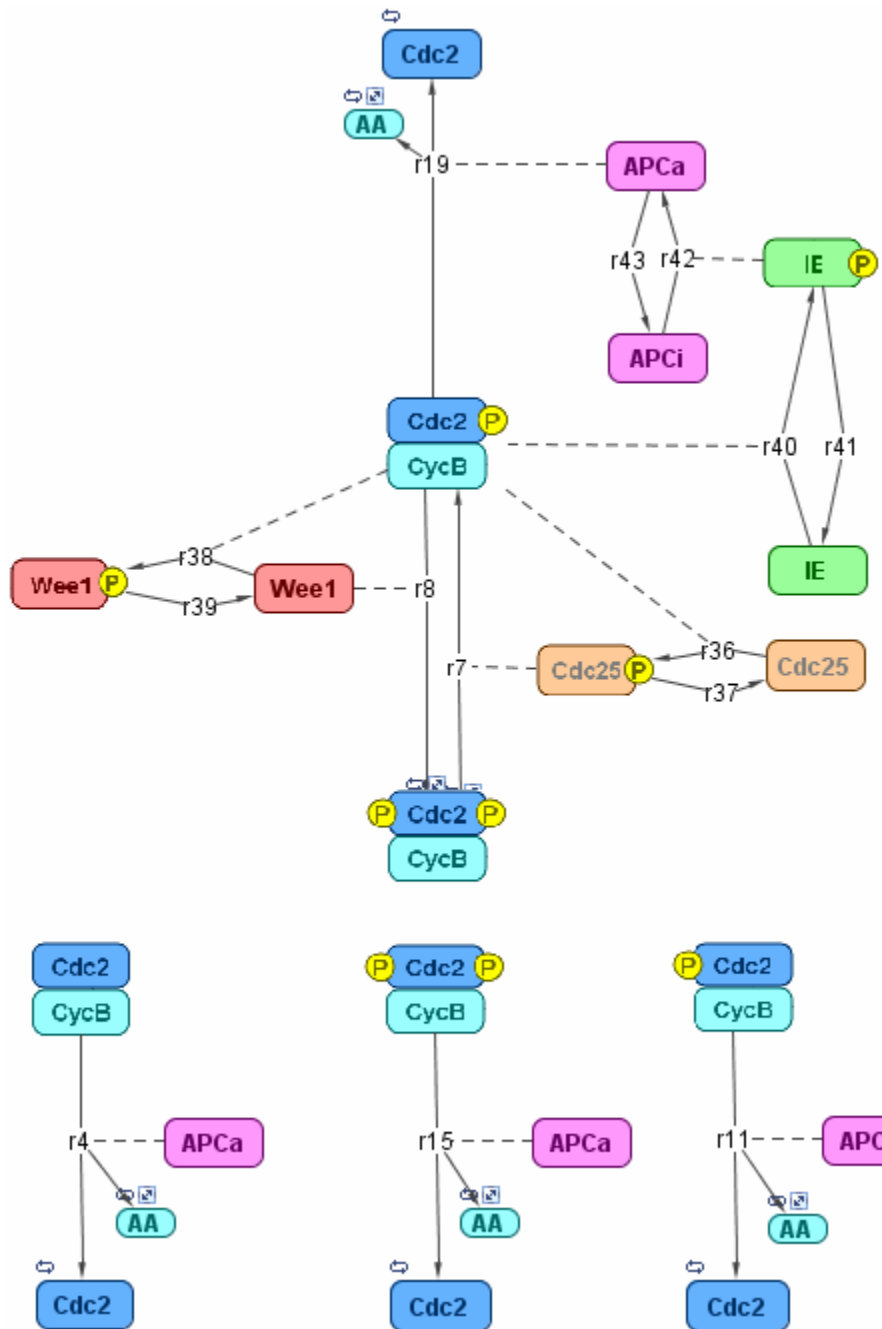 Cdc2
AA
r19
APCa
r43
r42
IE
P
APCi
Cdc2
P
CycB
r40
r41
r38
Wee1
P
r39
Wee1
r8
IE
r7
Cdc25
P
r36
r37
Cdc25
P
Cdc2
P
CycB
Cdc2
CycB
P
Cdc2
P
CycB
P
Cdc2
CycB
r4
APCa
r15
APCa
r11
APC
AA
AA
AA
Cdc2
Cdc2
Cdc2